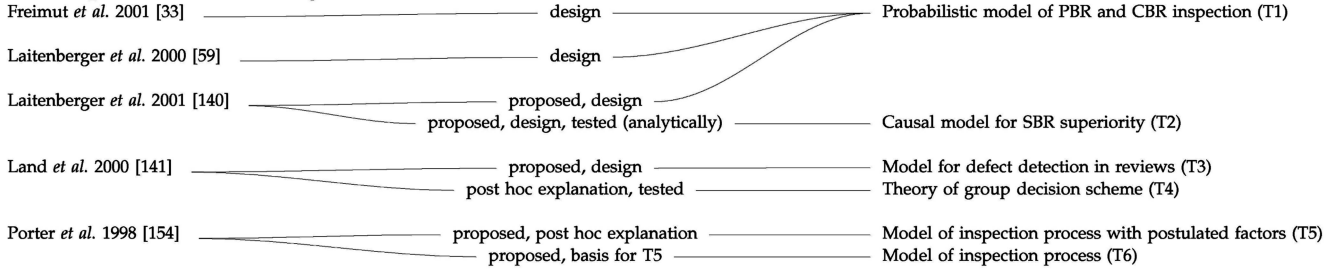 Freimut et al. 2001 [33] design Probabilistic model of PBR and CBR inspection (T1)
Laitenberger et al. 2000 [59] design
Laitenberger et al. 2001 [140] proposed, design
proposed, design, tested (analytically) Causal model for SBR superiority (T2)
Land et al. 2000 [141] proposed, design Model for defect detection in reviews (T3)
post hoc explanation, tested Theory of group decision scheme (T4)
Porter et al. 1998 [154] proposed, post hoc explanation Model of inspection process with postulated factors (T5)
proposed, basis for T5 Model of inspection process (T6)